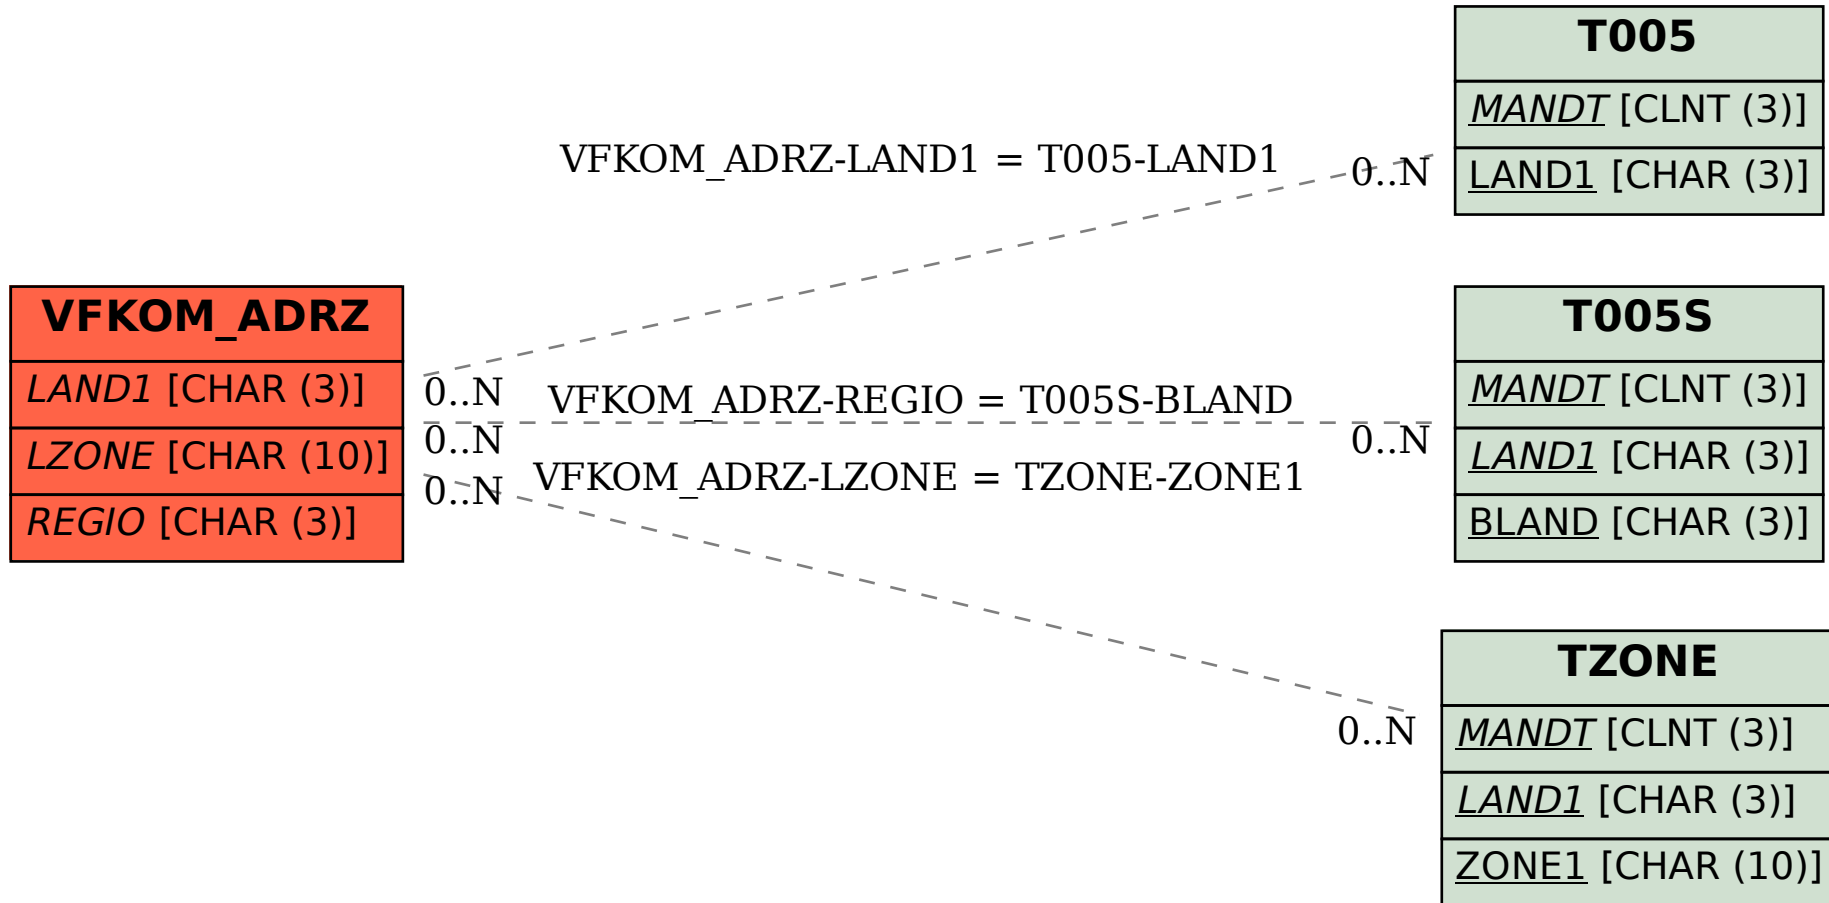 T005
MANDT [CLNT (3)]
LAND1 [CHAR (3)]
VFKOM_ADRZ-LAND1 = T005-LAND1
0..N
VFKOM_ADRZ
LAND1 [CHAR (3)]
LZONE [CHAR (10)]
REGIO [CHAR (3)]
0..N
VFKOM_ADRZ-REGIO = T005S-BLAND
0..N
0..N
VFKOM_ADRZ-LZONE = TZONE-ZONE1
0..N
T005S
MANDT [CLNT (3)]
LAND1 [CHAR (3)]
BLAND [CHAR (3)]
0..N
TZONE
MANDT [CLNT (3)]
LAND1 [CHAR (3)]
ZONE1 [CHAR (10)]